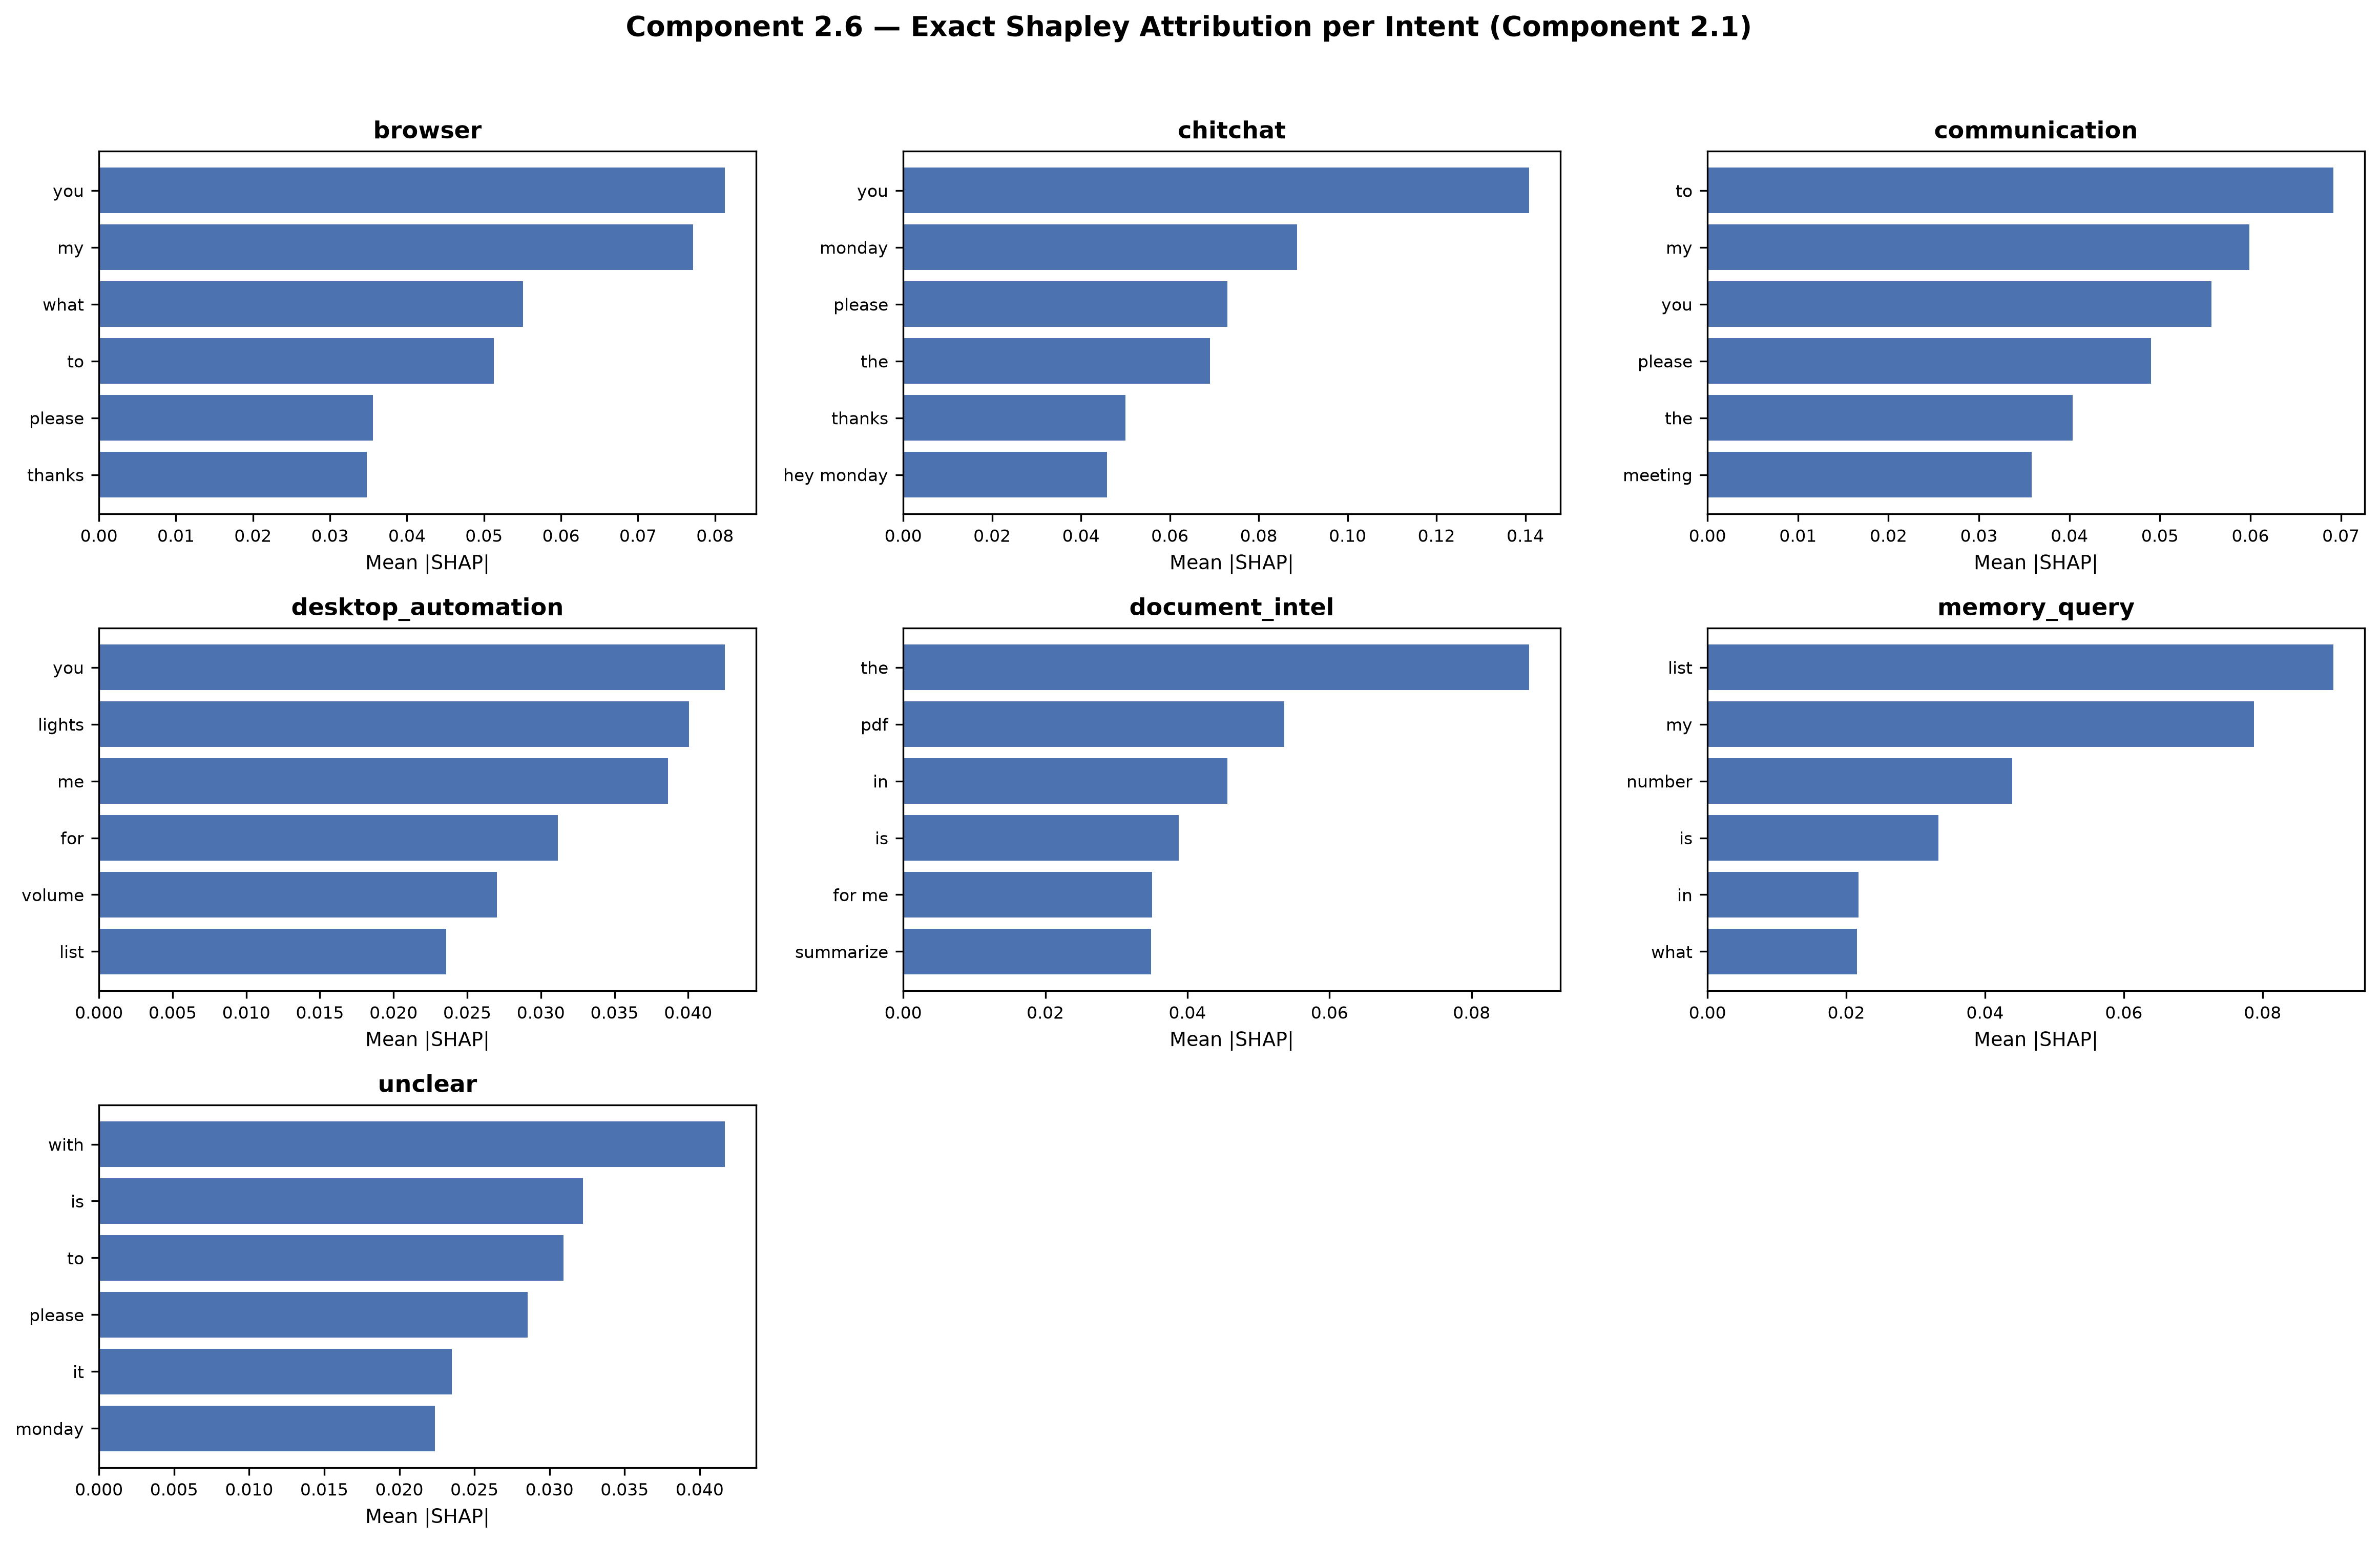 Component 2.6 — Exact Shapley Attribution per Intent (Component 2.1)
browser
you
my
what
to
please
thanks
0.00 0.01 0.02 0.03 0.04 0.05 0.06 0.07 0.08
Mean |SHAP|
chitchat
you
monday
please
the
thanks
hey monday
0.00 0.02 0.04 0.06 0.08 0.10 0.12 0.14
Mean |SHAP|
communication
to
my
you
please
the
meeting
0.00 0.01 0.02 0.03 0.04 0.05 0.06 0.07
Mean |SHAP|
desktop_automation
you
lights
me
for
volume
list
0.000 0.005 0.010 0.015 0.020 0.025 0.030 0.035 0.040
Mean |SHAP|
document_intel
the
pdf
in
is
for me
summarize
0.00 0.02 0.04 0.06 0.08
Mean |SHAP|
memory_query
list
my
number
is
in
what
0.00 0.02 0.04 0.06 0.08
Mean |SHAP|
unclear
with
is
to
please
it
monday
0.000 0.005 0.010 0.015 0.020 0.025 0.030 0.035 0.040
Mean |SHAP|